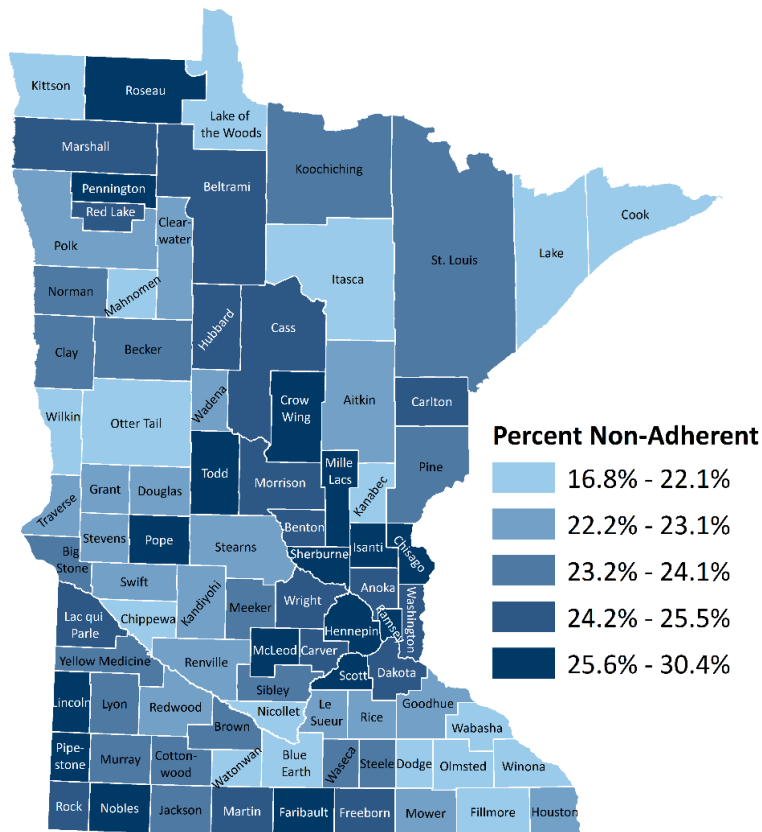 Kittson
Roseau
Lake of
the Woods
Marshall
Koochiching
Beltrami
Pennington
Red Lake
Clear-
water
Polk
Cook
Lake
St. Louis
Itasca
Norman
Mahnomen
Hubbard
Cass
Clay
Becker
Wadena
Crow
Wing
Aitkin
Carlton
Wilkin
Otter Tail
Todd
Mille
Lacs
Pine
Kanabec
Morrison
Grant
Douglas
Traverse
Benton
Stevens
Pope
Stearns
Sherburne
Isanti
Chisago
Big
Stone
Swift
Kandiyohi
Meeker
Wright
Anoka
Ramsey
Washington
Lac qui
Parle
Chippewa
Hennepin
McLeod
Carver
Yellow Medicine
Renville
Scott
Dakota
Sibley
Lincoln
Lyon
Redwood
Nicollet
Le
Sueur
Rice
Goodhue
Brown
Wabasha
Pipe-
stone
Murray
Cotton-
wood
Watonwan
Blue
Earth
Waseca
Steele
Dodge
Olmsted
Winona
Rock
Nobles
Jackson
Martin
Faribault
Freeborn
Mower
Fillmore
Houston
Percent Non-Adherent
16.8% - 22.1%
22.2% - 23.1%
23.2% - 24.1%
24.2% - 25.5%
25.6% - 30.4%